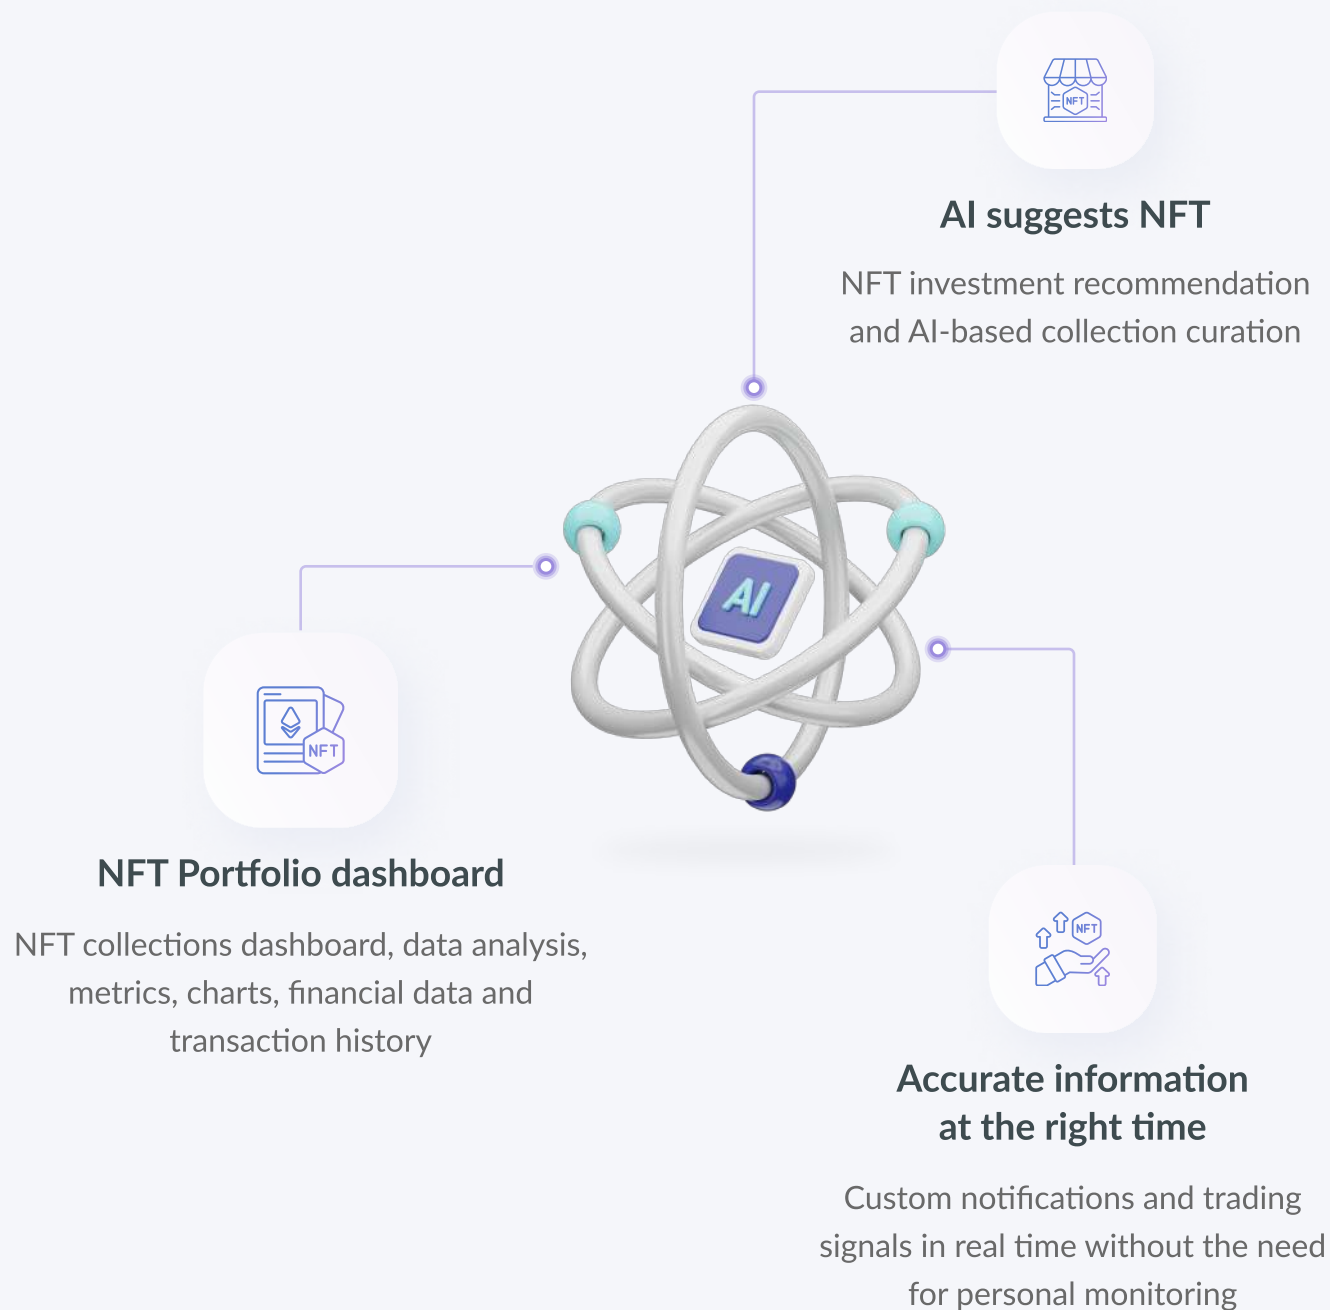 NFT
AI suggests NFT
NFT investment recommendation
and AI-based collection curation
AI
NFT
NFT Portfolio dashboard
NFT collections dashboard, data analysis,
metrics, charts, financial data and
transaction history
NFT
Accurate information
at the right time
Custom notifications and trading
signals in real time without the need
for personal monitoring